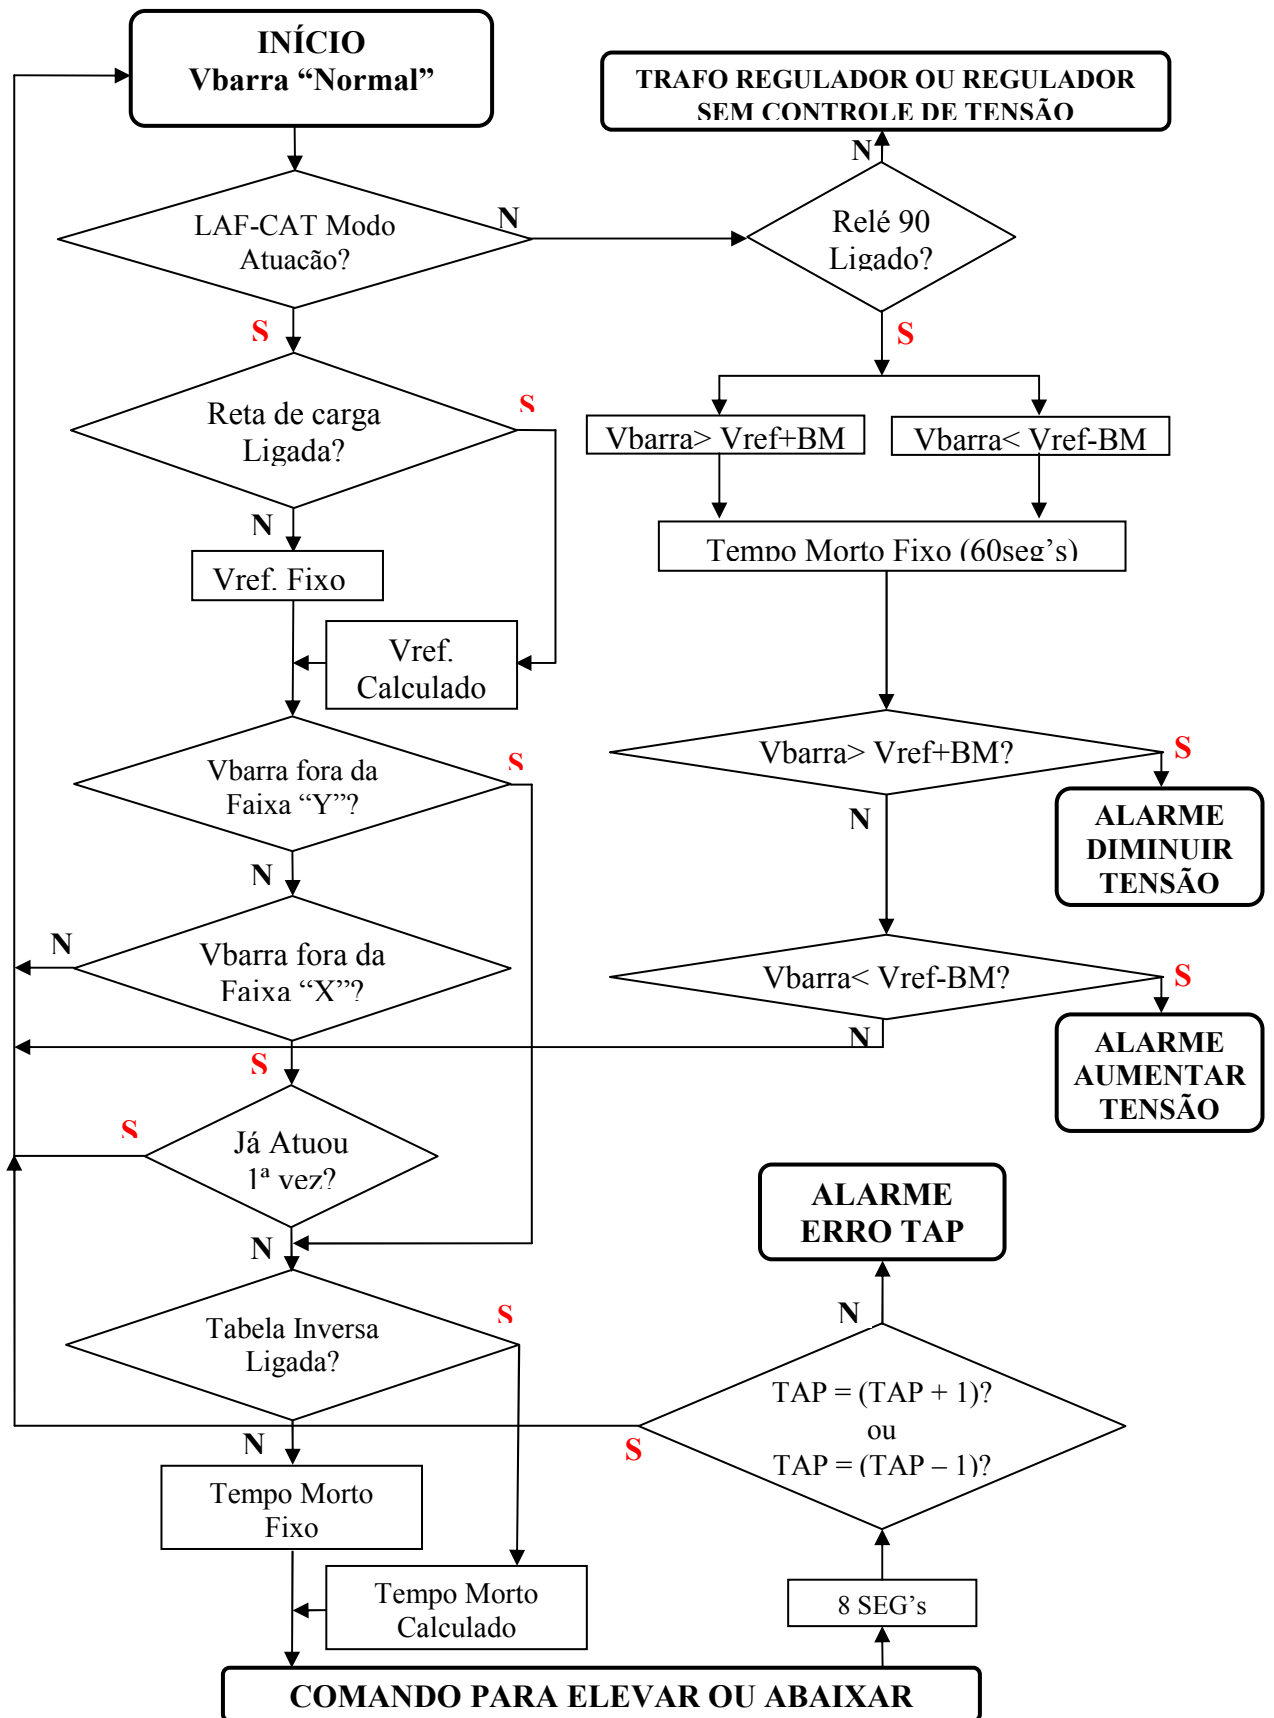 INÍCIO
Vbarra “Normal”
TRAFO REGULADOR OU REGULADOR
SEM CONTROLE DE TENSÃO
N
LAF-CAT Modo
Atuação?
N
Relé 90
Ligado?
S
S
Reta de carga
Ligada?
S
Vbarra> Vref+BM
Vbarra< Vref-BM
N
Tempo Morto Fixo (60seg’s)
Vref. Fixo
Vref.
Calculado
Vbarra fora da
Faixa “Y”?
S
Vbarra> Vref+BM?
S
N
ALARME
DIMINUIR
TENSÃO
N
Vbarra fora da
Faixa “X”?
N
Vbarra< Vref-BM?
S
N
S
ALARME
AUMENTAR
TENSÃO
S
Já Atuou
1ª vez?
ALARME
ERRO TAP
N
N
Tabela Inversa
Ligada?
S
TAP = (TAP + 1)?
ou
TAP = (TAP – 1)?
S
N
Tempo Morto
Fixo
Tempo Morto
Calculado
8 SEG’s
COMANDO PARA ELEVAR OU ABAIXAR